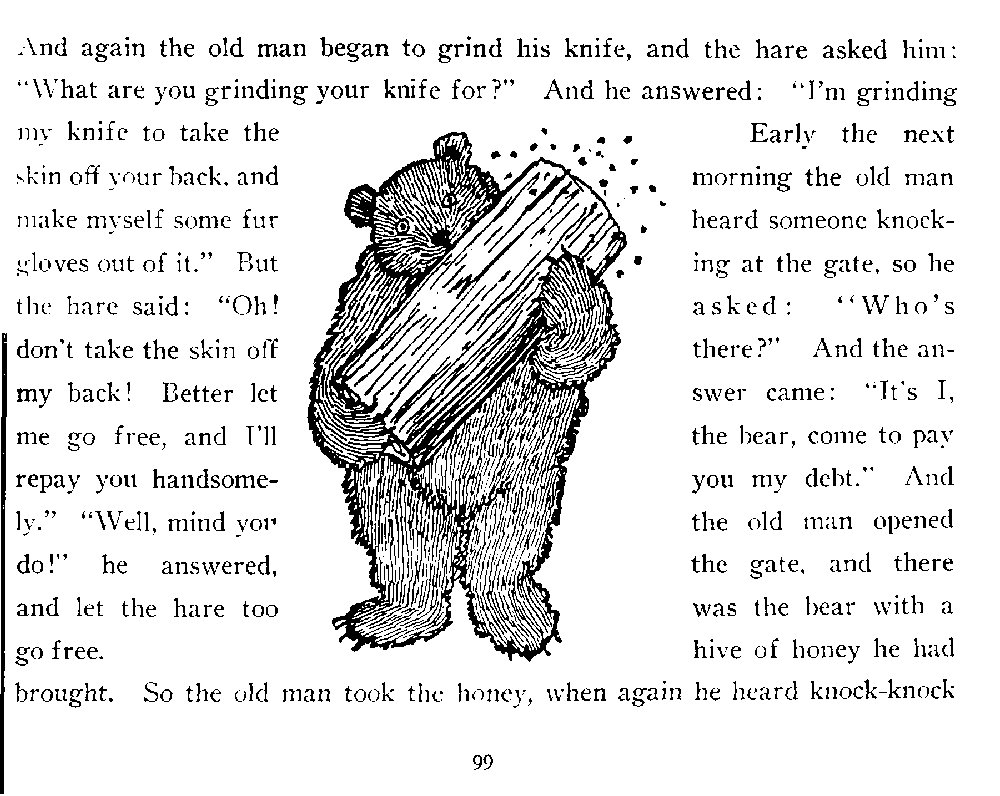 And again the old man began to grind his knife, and the hare asked him:
“What are you grinding your knife for?” And he answered: “I’m grinding
my knife to take the
skin off your back, and
make myself some fur
gloves out of it.” But
the hare said: “Oh!
don’t take the skin off
my back! Better let
me go free, and I’ll
repay you handsome-
ly.” “Well, mind you
do!” he answered,
and let the hare too
go free.
Early the next
morning the old man
heard someone knock-
ing at the gate, so he
asked: “Who’s
there?” And the an-
swer came: “It’s I,
the bear, come to pay
you my debt.” And
the old man opened
the gate, and there
was the bear with a
hive of honey he had
brought. So the old man took the honey, when again he heard knock-knock
99